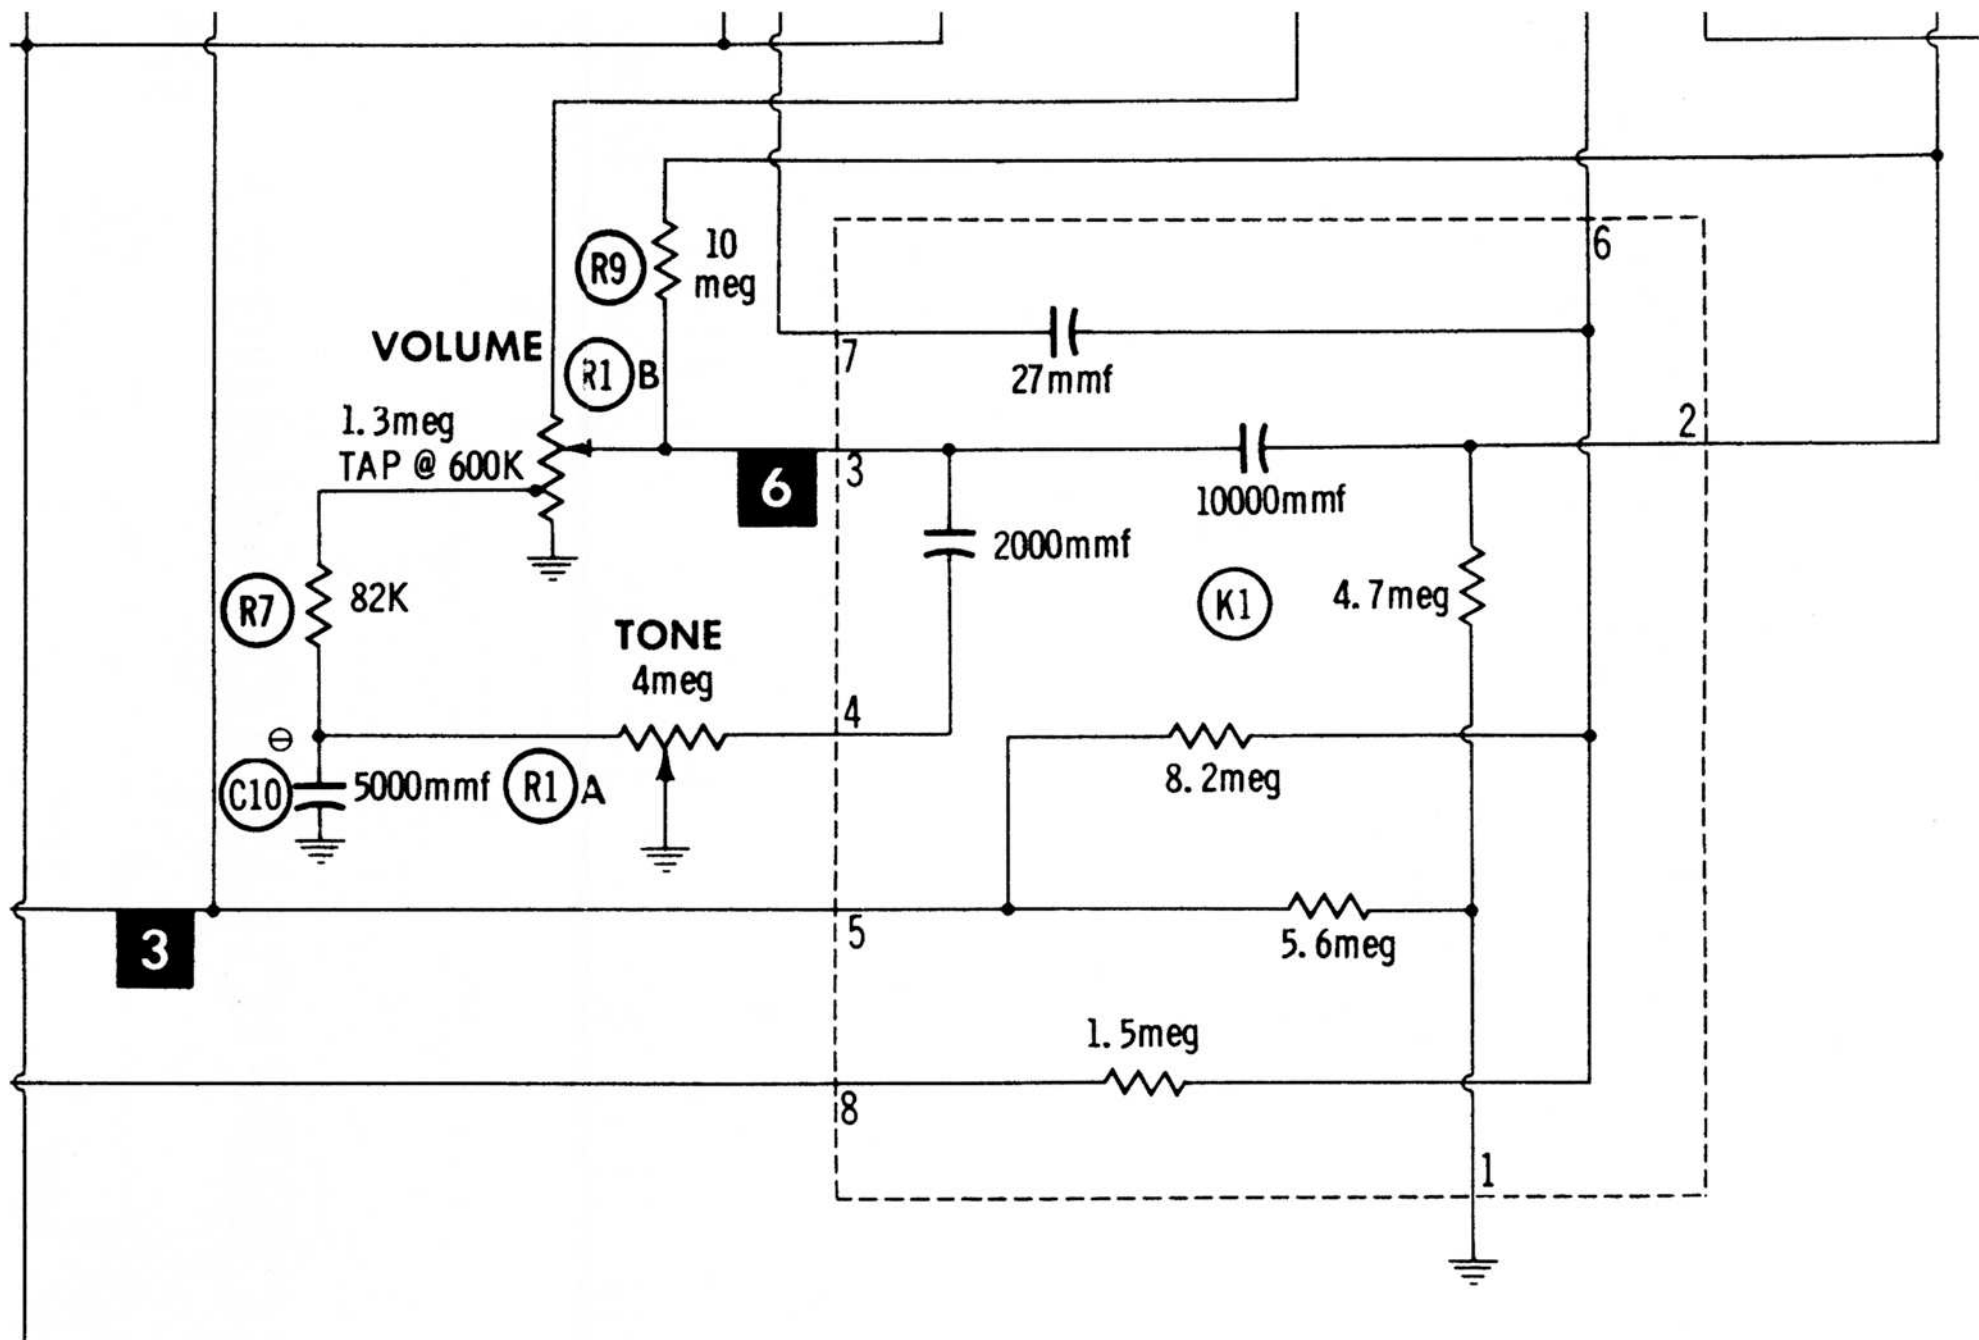 6
R9
10
meg
VOLUME
R1 B
7
27mmf
1.3meg
TAP @ 600K
2
6
3
10000mmf
2000mmf
R7
82K
K1
4.7meg
TONE
4meg
4
8.2meg
C10
5000mmf
R1 A
5
3
5.6meg
1.5meg
8
1